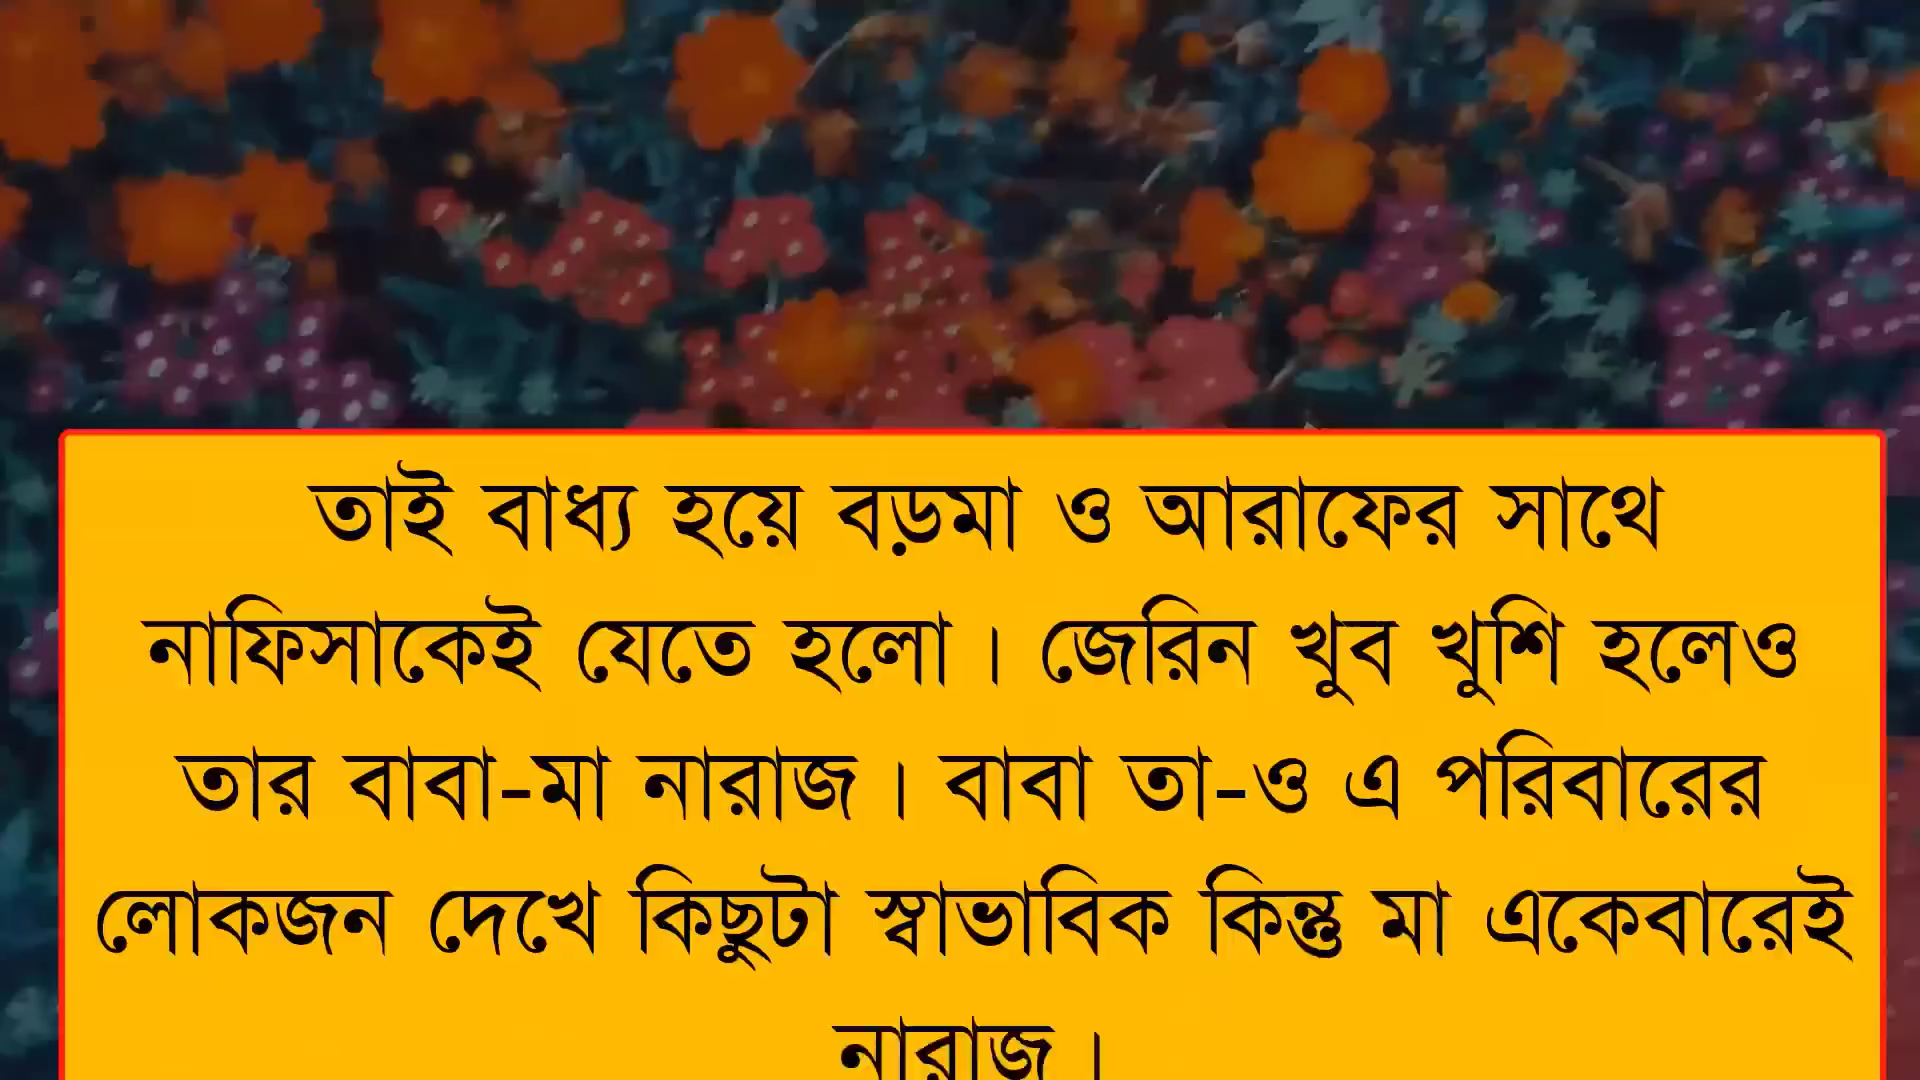 তাই বাধ্য হয়ে বড়মা ও আরাফের সাথে
নাফিসাকেই যেতে হলো। জেরিন খুব খুশি হলেও
তার বাবা-মা নারাজ। বাবা তা-ও এ পরিবারের
লোকজন দেখে কিছুটা স্বাভাবিক কিন্তু মা একেবারেই
নারাজ।